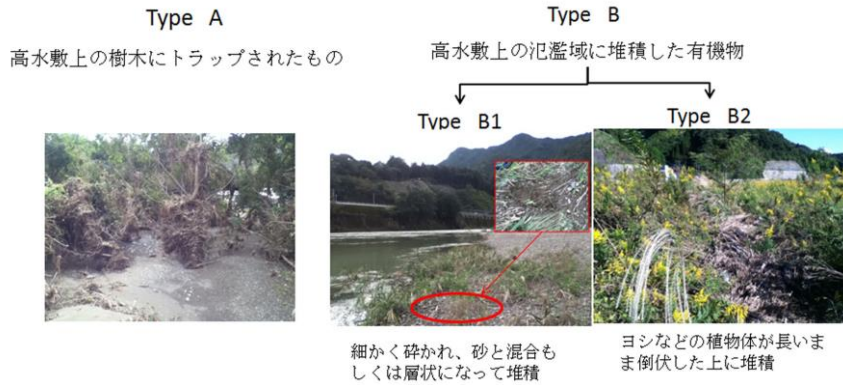 Type A
高水敷上の樹木にトラップされたもの
Type B
高水敷上の氾濫域に堆積した有機物
Type B1
細かく砕かれ、砂と混合も
しくは層状になって堆積
Type B2
ヨシなどの植物体が長いま
ま倒伏した上に堆積